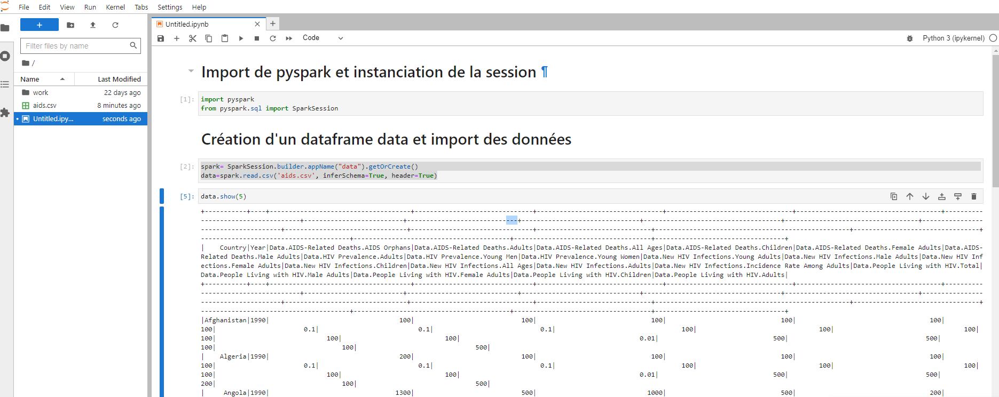 File Edit View Run Kernel Tabs Settings Help
Filter files by name
/
Name Last Modified
work 22 days ago
aids.csv 8 minutes ago
Untitled.ipy... seconds ago
Untitled.ipynb
Code
Python 3 (ipykernel)
Import de pyspark et instanciation de la session ¶
[1]: import pyspark
from pyspark.sql import SparkSession
Création d'un dataframe data et import des données
[2]: spark= SparkSession.builder.appName("data").getOrCreate()
data=spark.read.csv('aids.csv', inferSchema=True, header=True)
[5]: data.show(5)
| Country|Year|Data.AIDS-Related Deaths.AIDS Orphans|Data.AIDS-Related Deaths.Adults|Data.AIDS-Related Deaths.All Ages|Data.AIDS-Related Deaths.Children|Data.AIDS-Related Deaths.Female Adults|Data.AIDS-
Related Deaths.Male Adults|Data.HIV Prevalence.Adults|Data.HIV Prevalence.Young Men|Data.HIV Prevalence.Young Women|Data.New HIV Infections.Young Adults|Data.New HIV Infections.Male Adults|Data.New HIV Inf
ections.Female Adults|Data.New HIV Infections.Children|Data.New HIV Infections.All Ages|Data.New HIV Infections.Adults|Data.New HIV Infections.Incidence Rate Among Adults|Data.People Living with HIV.Total|
Data.People Living with HIV.Male Adults|Data.People Living with HIV.Female Adults|Data.People Living with HIV.Children|Data.People Living with HIV.Adults|
|Afghanistan|1990| 100| 100| 100| 100| 100|
100| 0.1| 0.1| 0.1| 100| 100| 100|
100| 100| 100| 0.01| 500| 500|
100| 100| 500|
| Algeria|1990| 200| 100| 100| 100| 100|
100| 0.1| 0.1| 0.1| 100| 100| 100|
100| 100| 100| 0.01| 500| 500|
200| 100| 500|
| Angola|1990| 1300| 500| 1000| 500| 200|